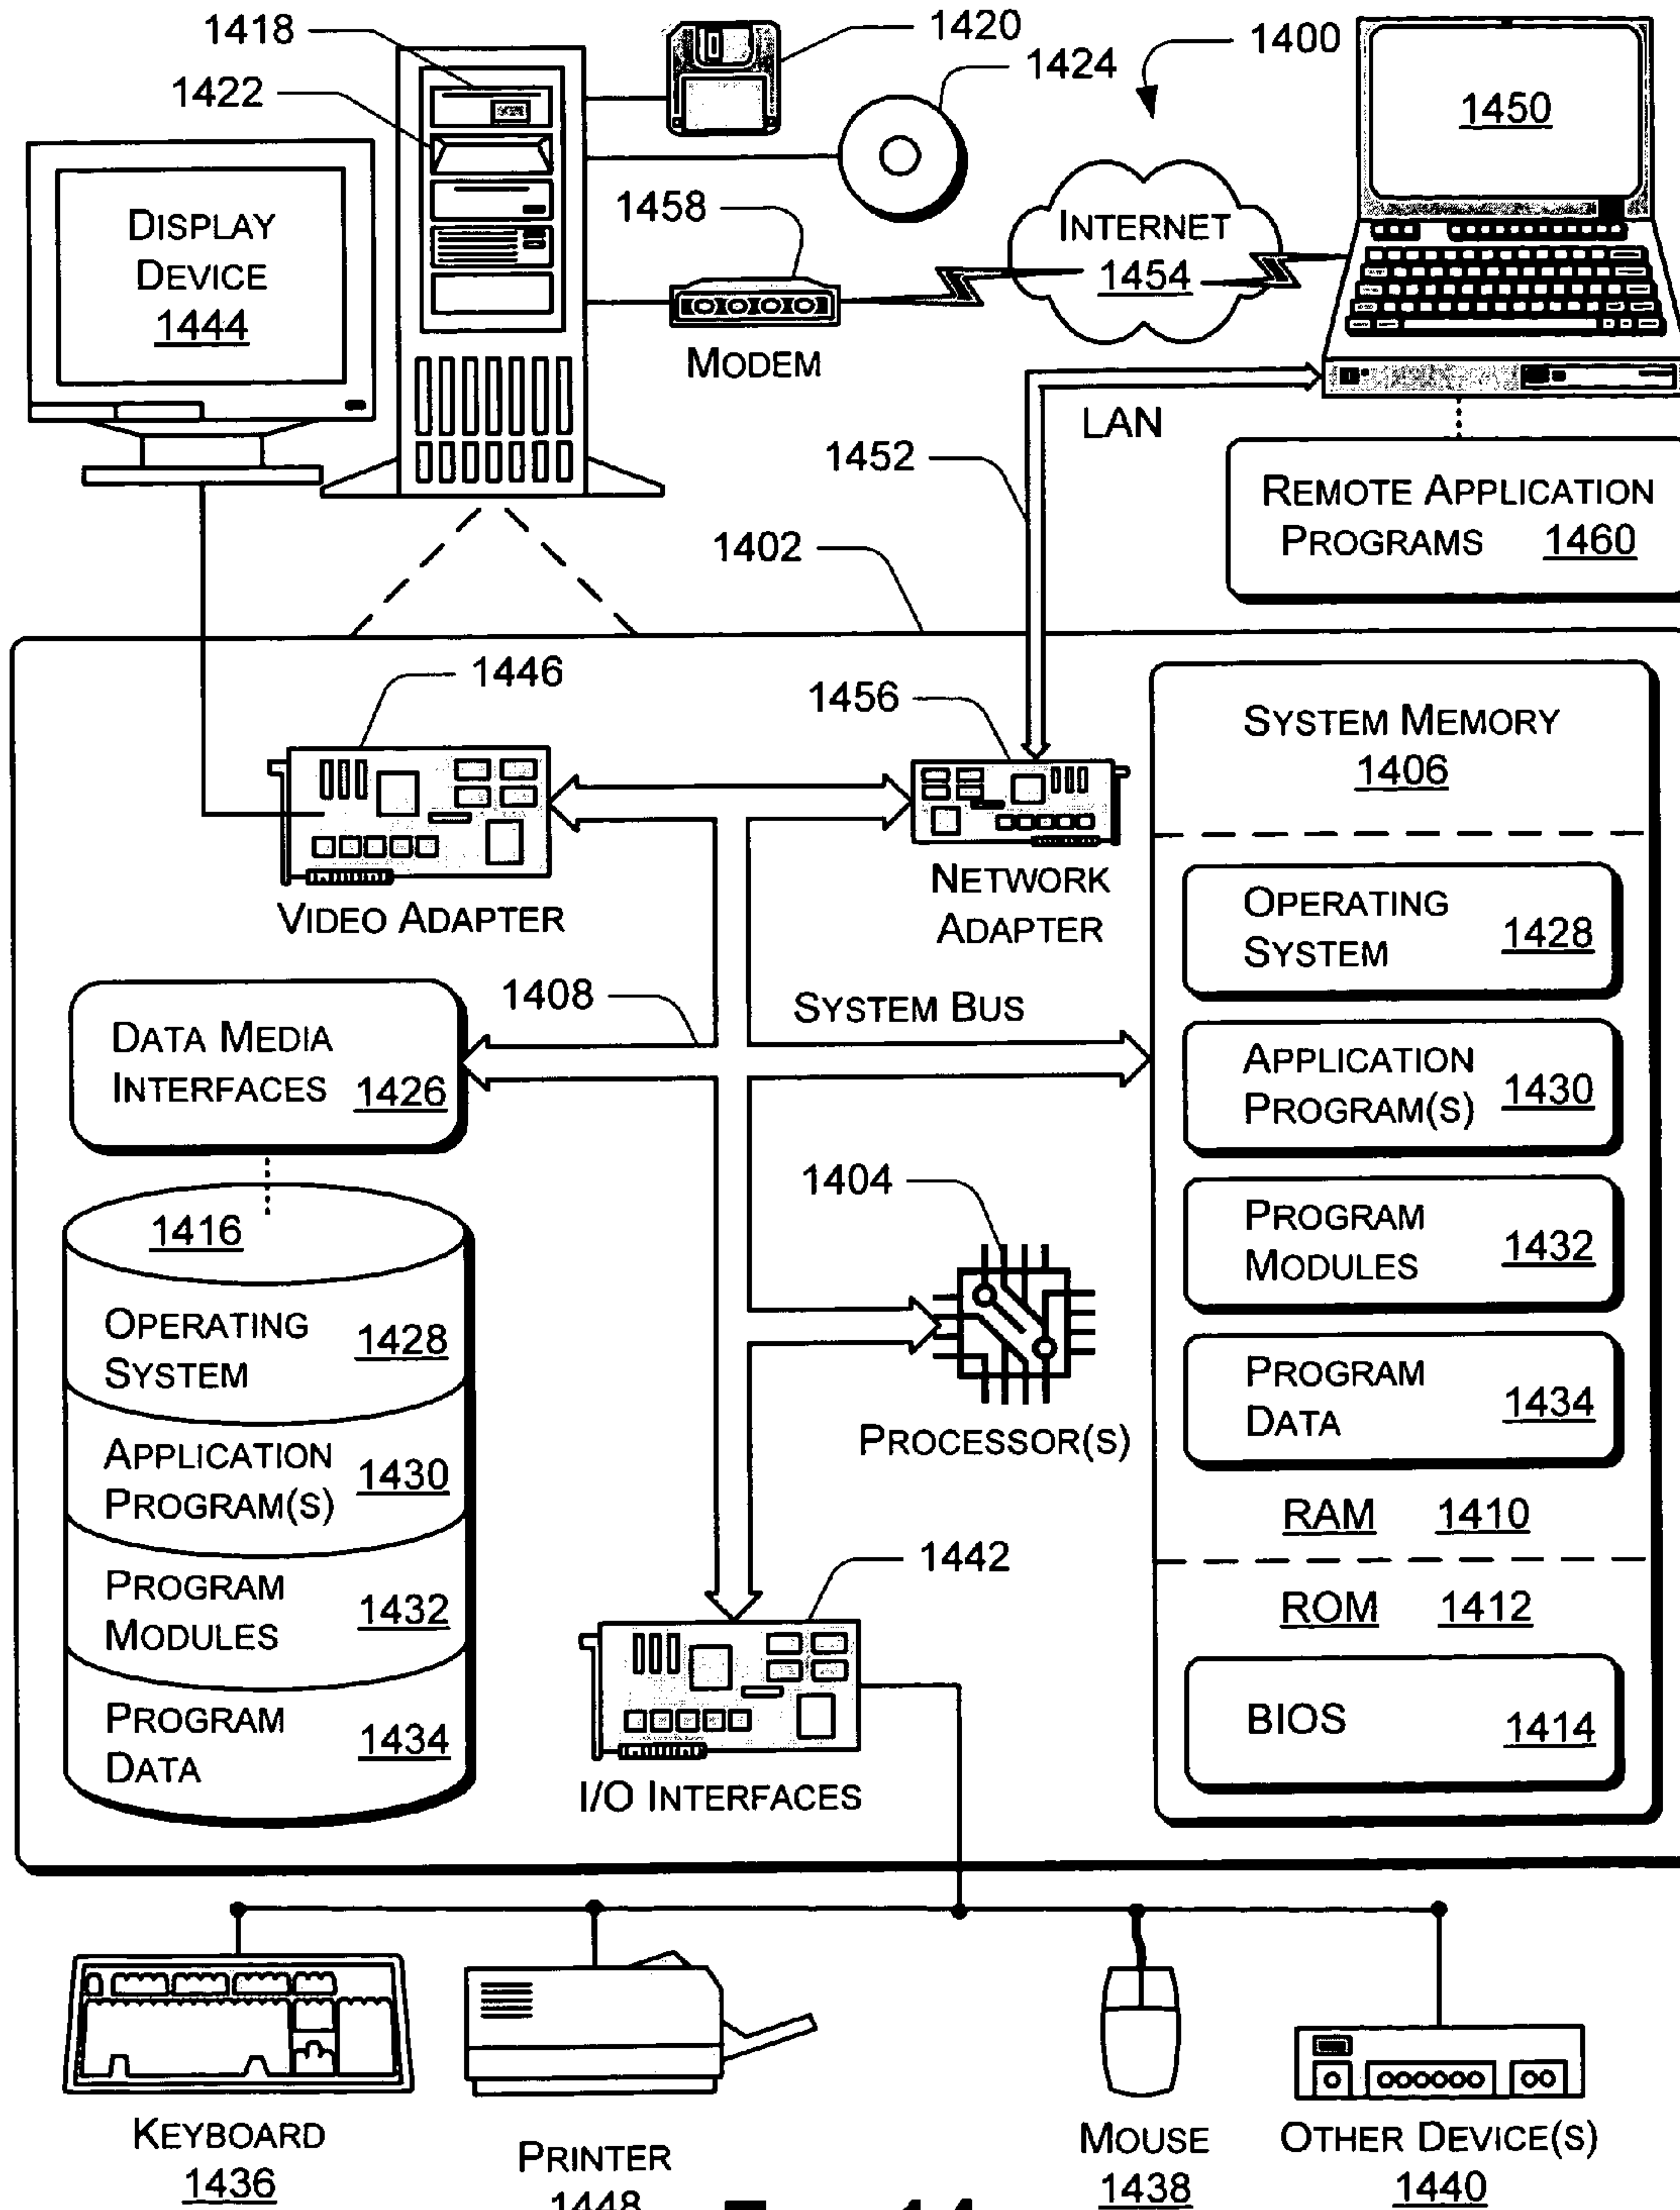 1418
1420
1400
1422
1424
1450
DISPLAY
DEVICE
1444
1458
INTERNET
1454
MODEM
LAN
1452
REMOTE APPLICATION
PROGRAMS 1460
1402
1446
1456
SYSTEM MEMORY
1406
VIDEO ADAPTER
NETWORK
ADAPTER
OPERATING
SYSTEM 1428
1408
SYSTEM BUS
DATA MEDIA
INTERFACES 1426
APPLICATION
PROGRAM(S) 1430
1404
PROGRAM
MODULES 1432
1416
OPERATING
SYSTEM 1428
PROGRAM
DATA 1434
PROCESSOR(S)
APPLICATION
PROGRAM(S) 1430
RAM 1410
1442
PROGRAM
MODULES 1432
ROM 1412
PROGRAM
DATA 1434
BIOS 1414
I/O INTERFACES
KEYBOARD
1436
PRINTER
1448
MOUSE
1438
OTHER DEVICE(S)
1440